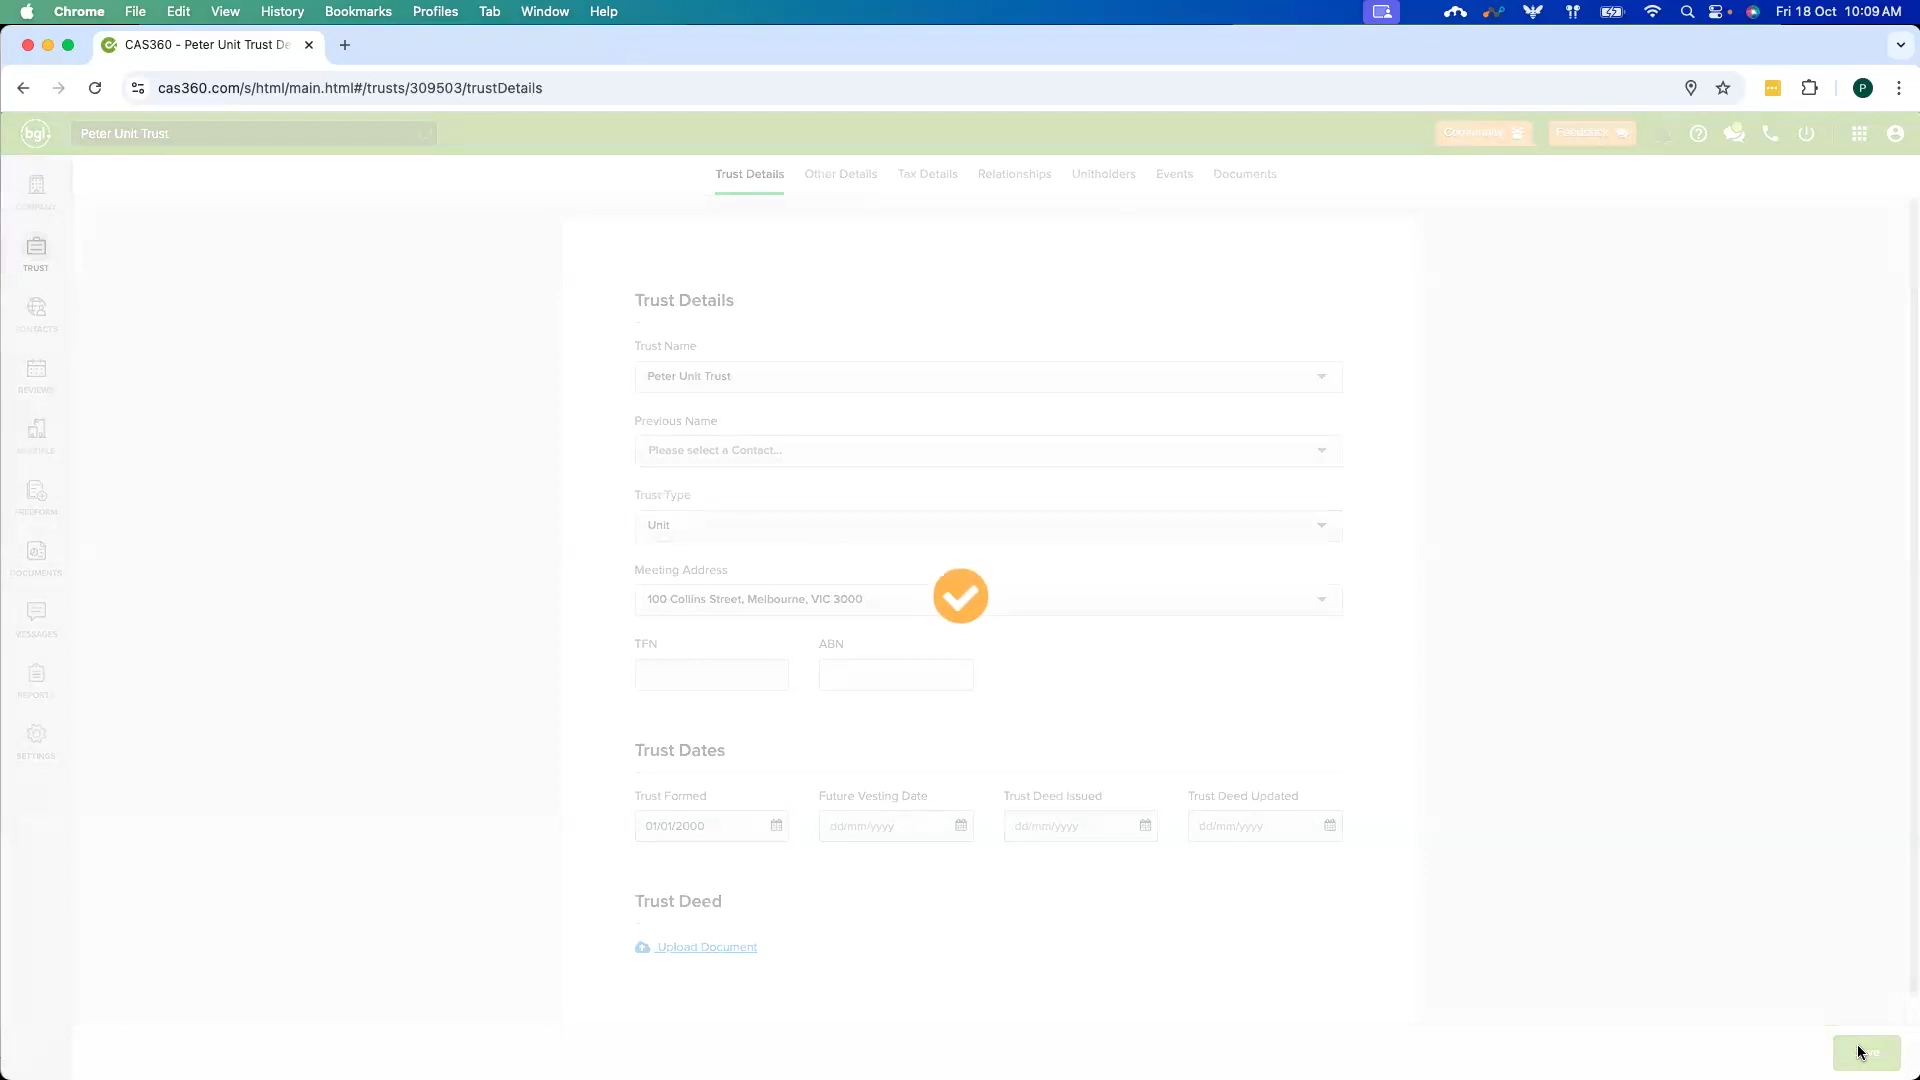 Chrome File Edit View History Bookmarks Profiles Tab Window Help Fri 18 Oct 10:09 AM
CAS360 - Peter Unit Trust De
cas360.com/s/html/main.html#/trusts/309503/trustDetails P
bgl. Peter Unit Trust Community Feedback
Trust Details Other Details Tax Details Relationships Unitholders Events Documents
COMPANY
TRUST
CONTACTS
REVIEWS
MULTIPLE
FREEFORM
DOCUMENTS
MESSAGES
REPORTS
SETTINGS
Trust Details
Trust Name
Peter Unit Trust
Previous Name
Please select a Contact...
Trust Type
Unit
Meeting Address
100 Collins Street, Melbourne, VIC 3000
TFN ABN
Trust Dates
Trust Formed Future Vesting Date Trust Deed Issued Trust Deed Updated
01/01/2000 dd/mm/yyyy dd/mm/yyyy dd/mm/yyyy
Trust Deed
Upload Document